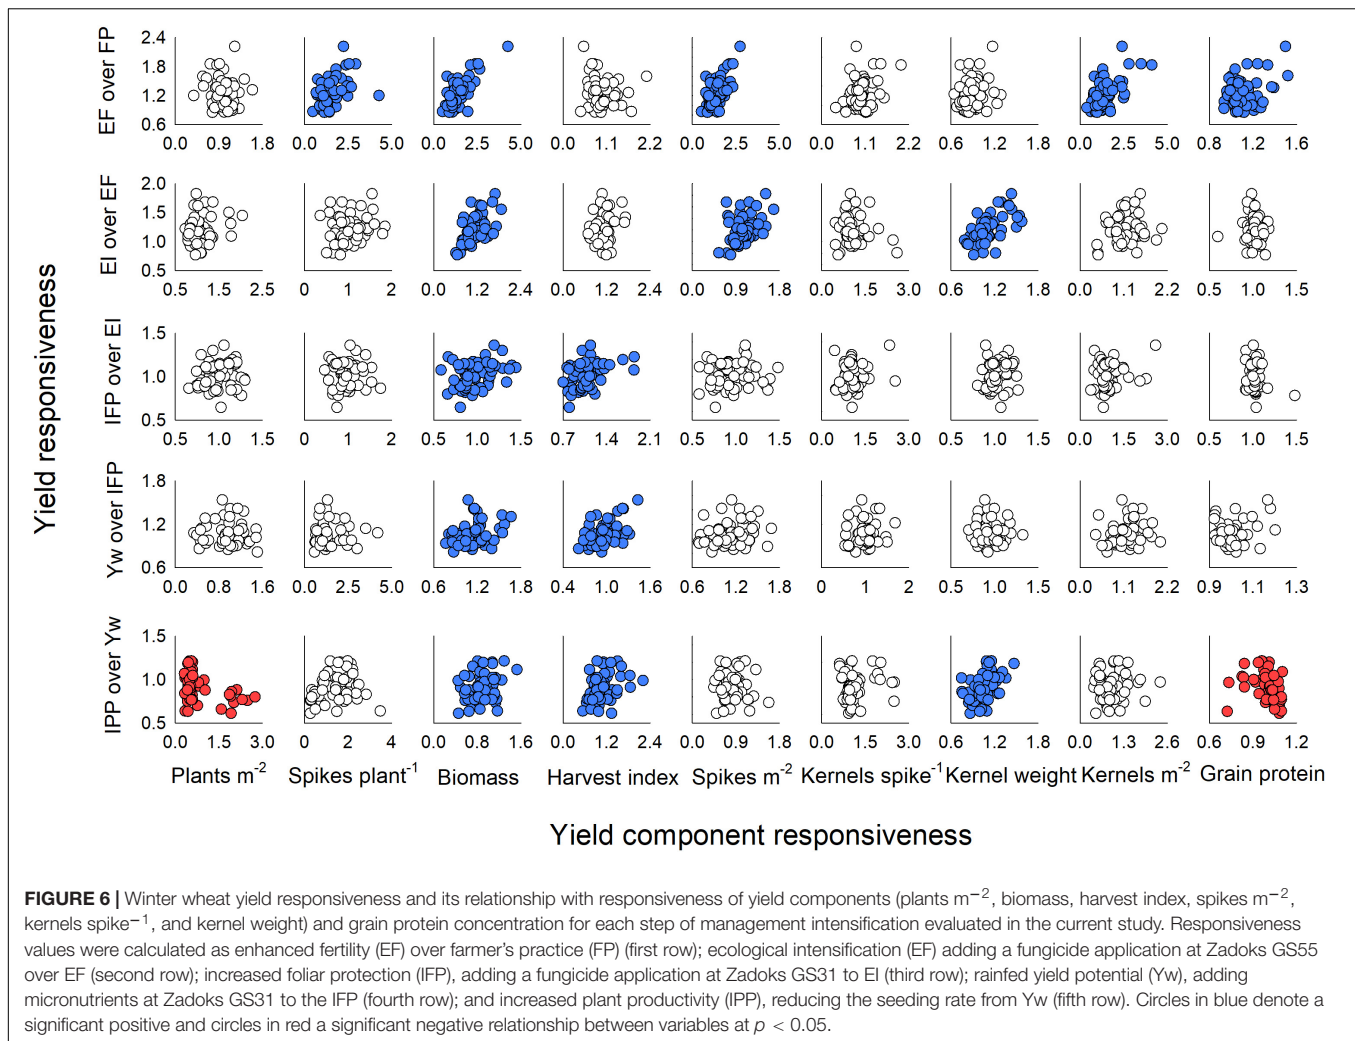 EF over FP
2.4
1.8
1.2
0.6
0.0 0.9 1.8
0.0 2.5 5.0
0.0 2.5 5.0
0.0 1.1 2.2
0.0 2.5 5.0
0.0 1.1 2.2
0.6 1.2 1.8
0.0 2.5 5.0
0.8 1.2 1.6
EI over EF
2.0
1.5
1.0
0.5
0.5 1.5 2.5
0 1 2
0.0 1.2 2.4
0.0 1.2 2.4
0.0 0.9 1.8
0.0 1.5 3.0
0.6 1.2 1.8
0.0 1.1 2.2
0.5 1.0 1.5
Yield responsiveness
IFP over EI
1.5
1.0
0.5
0.5 1.0 1.5
0 1 2
0.0 0.5 1.5
0.7 1.4 2.1
0.5 1.0 1.5
0.0 1.5 3.0
0.5 1.0 1.5
0.0 1.3 2.6
0.5 1.0 1.5
Yw over IFP
1.8
1.2
0.6
0.0 0.8 1.6
0.0 2.5 5.0
0.6 1.2 1.8
0.4 1.0 1.6
0.6 1.2 1.8
0 1 2
0.5 1.0 1.5
0.0 1.1 2.2
0.9 1.1 1.3
IPP over Yw
1.5
1.0
0.5
0.0 1.5 3.0
0 2 4
0.0 0.8 1.6
0.0 1.2 2.4
0.0 0.9 1.8
0.0 1.5 3.0
0.6 1.2 1.8
0.0 1.3 2.6
0.6 0.9 1.2
Plants m⁻² Spikes plant⁻¹ Biomass Harvest index Spikes m⁻² Kernels spike⁻¹ Kernel weight Kernels m⁻² Grain protein
Yield component responsiveness
FIGURE 6 | Winter wheat yield responsiveness and its relationship with responsiveness of yield components (plants m⁻², biomass, harvest index, spikes m⁻²,
kernels spike⁻¹, and kernel weight) and grain protein concentration for each step of management intensification evaluated in the current study. Responsiveness
values were calculated as enhanced fertility (EF) over farmer's practice (FP) (first row); ecological intensification (EF) adding a fungicide application at Zadoks GS55
over EF (second row); increased foliar protection (IFP), adding a fungicide application at Zadoks GS31 to EI (third row); rainfed yield potential (Yw), adding
micronutrients at Zadoks GS31 to the IFP (fourth row); and increased plant productivity (IPP), reducing the seeding rate from Yw (fifth row). Circles in blue denote a
significant positive and circles in red a significant negative relationship between variables at p < 0.05.